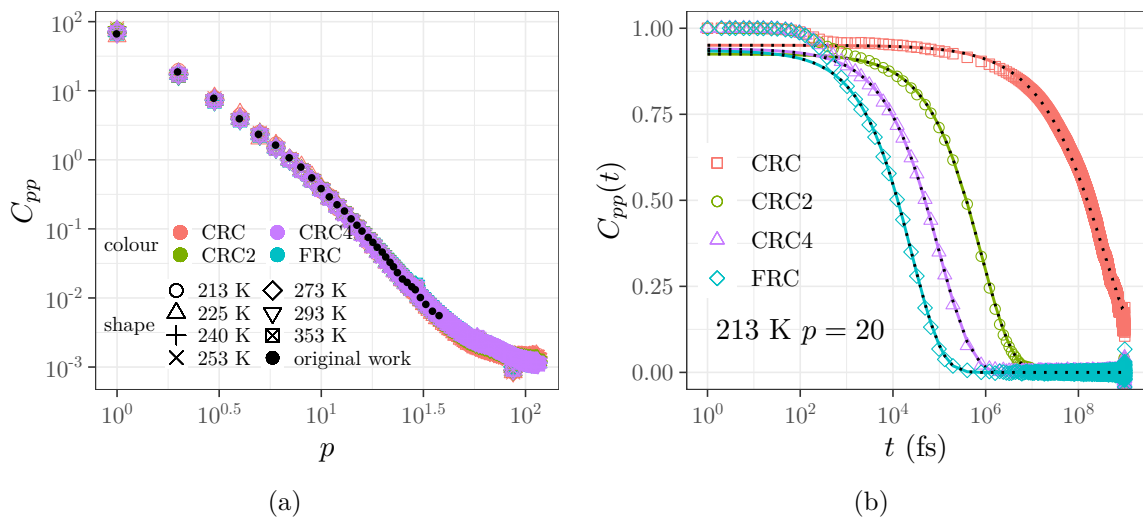 10^2
10^1
10^0
10^-1
10^-2
10^-3
C_pp
colour
CRC
CRC4
CRC2
FRC
shape
213 K
273 K
225 K
293 K
240 K
353 K
253 K
original work
10^0
10^0.5
10^1
10^1.5
10^2
p
(a)
1.00
0.75
0.50
0.25
0.00
C_pp(t)
CRC
CRC2
CRC4
FRC
213 K p = 20
10^0
10^2
10^4
10^6
10^8
t (fs)
(b)